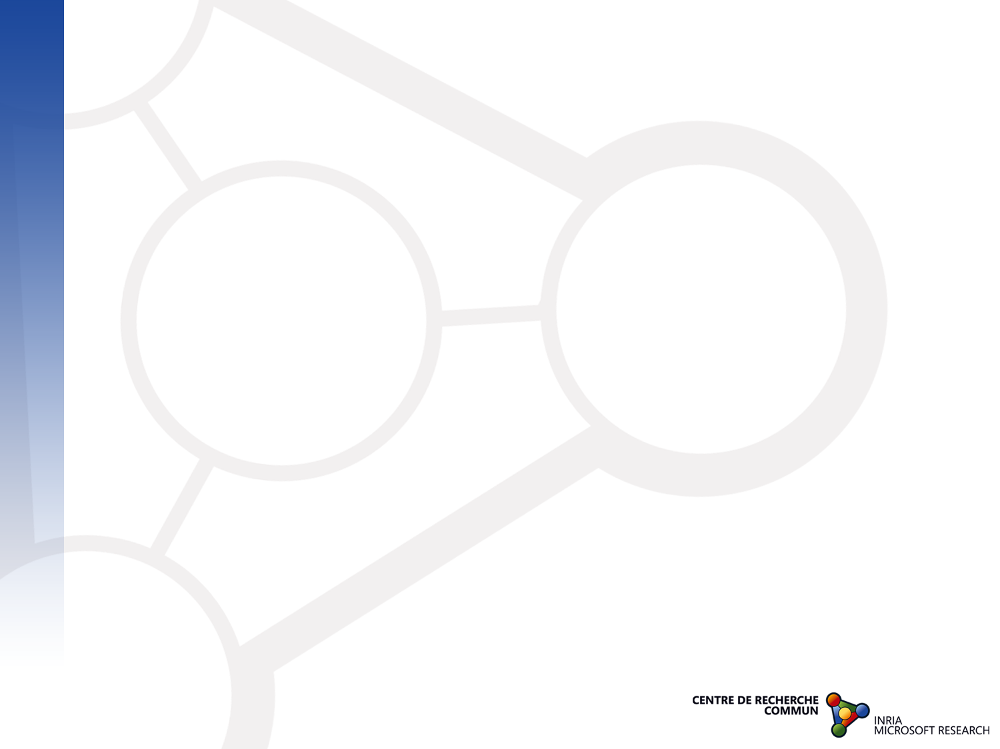 CENTRE DE RECHERCHE
COMMUN
INRIA
MICROSOFT RESEARCH